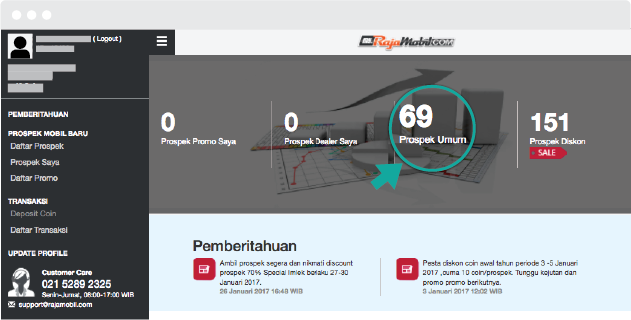 ( Logout )
PEMBERITAHUAN
PROSPEK MOBIL BARU
Daftar Prospek
Prospek Saya
Daftar Promo
TRANSAKSI
Deposit Coin
Daftar Transaksi
UPDATE PROFILE
Customer Care
021 5289 2325
Senin-Jumat, 08:00-17:00 WIB
support@rajamobil.com
RajaMobil.COM
0
Prospek Promo Saya
0
Prospek Dealer Saya
69
Prospek Umum
151
Prospek Diskon
SALE
Pemberitahuan
Ambil prospek segera dan nikmati discount
prospek 70% Special Imlek berlaku 27-30
Januari 2017.
26 Januari 2017 16:48 WIB
Pesta diskon coin awal tahun periode 3 -5 Januari
2017 ,cuma 10 coin/prospek. Tunggu kejutan dan
promo promo berikutnya.
3 Januari 2017 12:02 WIB